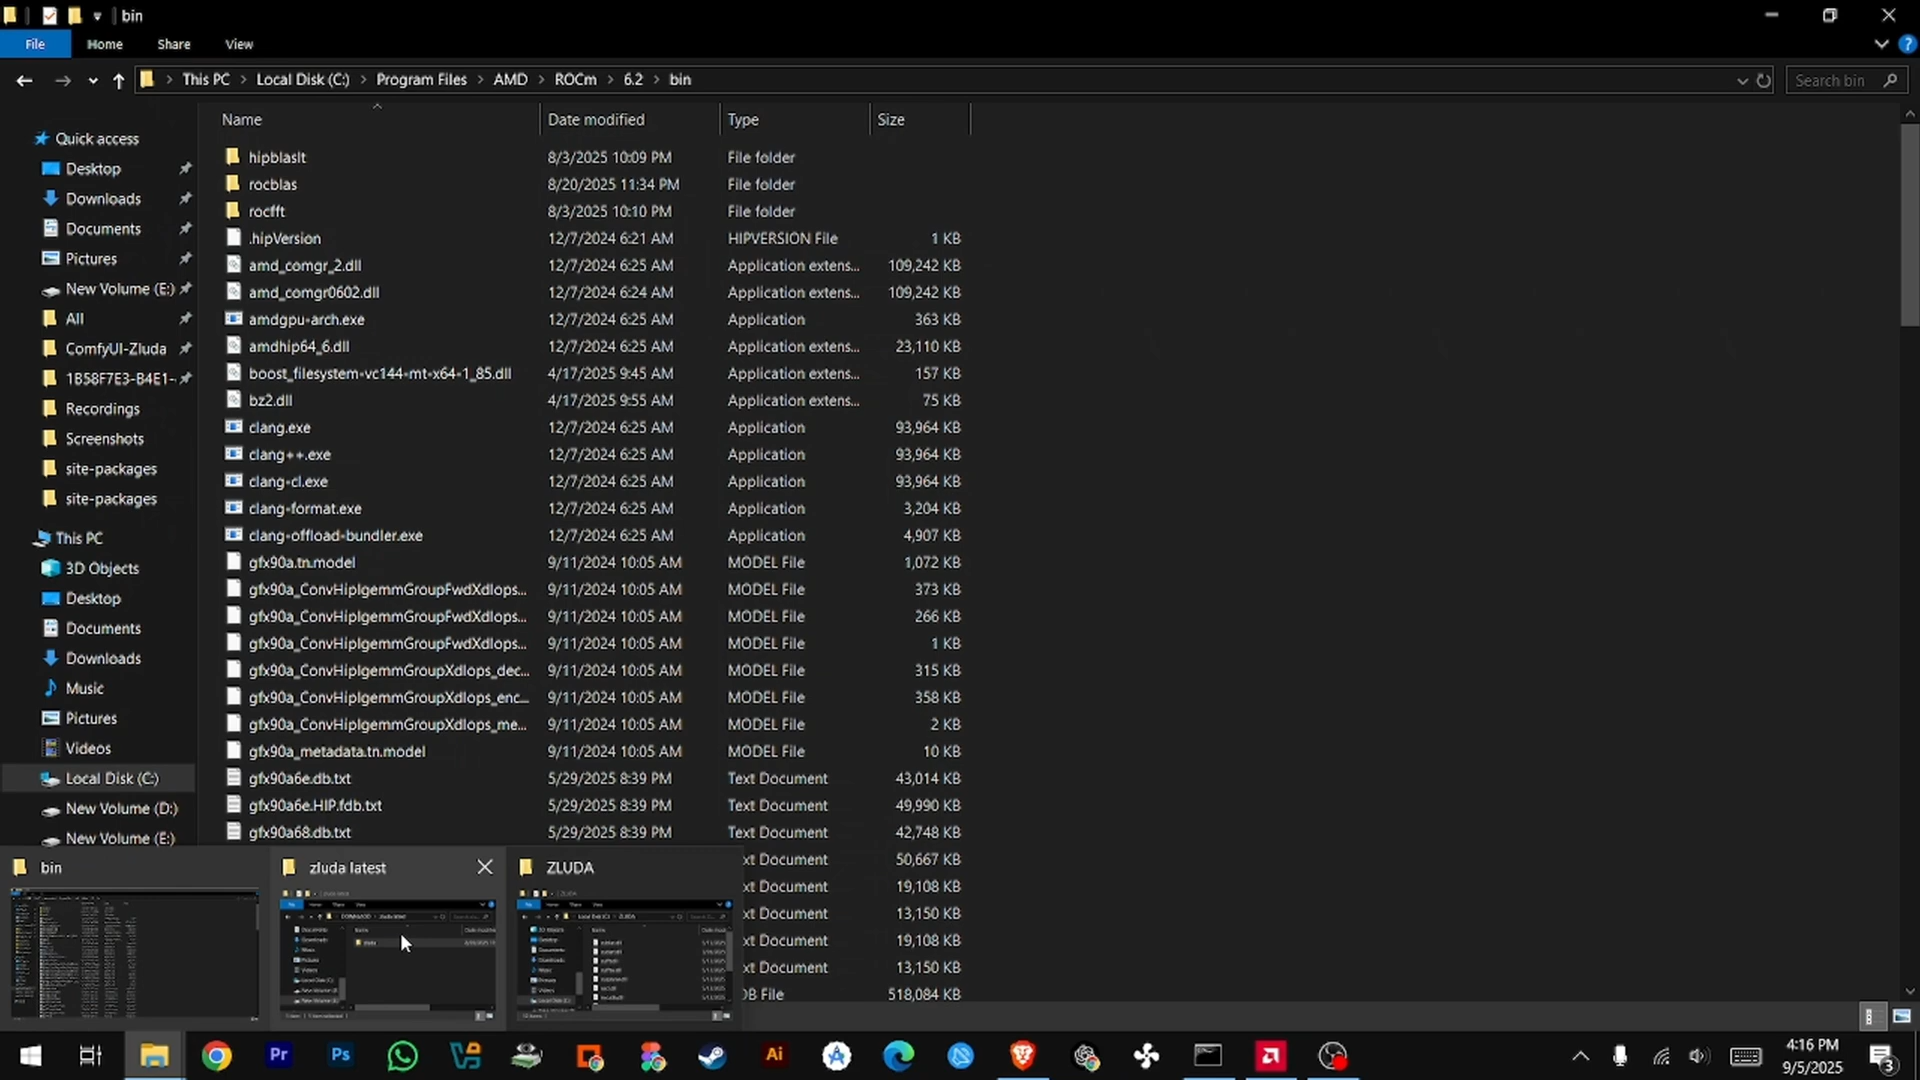 bin
File Home Share View
This PC Local Disk (C:) Program Files AMD ROCm 6.2 bin
Search bin
Name Date modified Type Size
Quick access
Desktop
Downloads
Documents
Pictures
New Volume (E:)
All
ComfyUI-Zluda
1B58F7E3-B4E1-
Recordings
Screenshots
site-packages
site-packages
This PC
3D Objects
Desktop
Documents
Downloads
Music
Pictures
Videos
Local Disk (C:)
New Volume (D:)
New Volume (E:)
hipblaslt 8/3/2025 10:09 PM File folder
rocblas 8/20/2025 11:34 PM File folder
rocfft 8/3/2025 10:10 PM File folder
.hipVersion 12/7/2024 6:21 AM HIPVERSION File 1 KB
amd_comgr_2.dll 12/7/2024 6:25 AM Application extens... 109,242 KB
amd_comgr0602.dll 12/7/2024 6:24 AM Application extens... 109,242 KB
amdgpu-arch.exe 12/7/2024 6:25 AM Application 363 KB
amdhip64_6.dll 12/7/2024 6:25 AM Application extens... 23,110 KB
boost_filesystem-vc144-mt-x64-1_85.dll 4/17/2025 9:45 AM Application extens... 157 KB
bz2.dll 4/17/2025 9:55 AM Application extens... 75 KB
clang.exe 12/7/2024 6:25 AM Application 93,964 KB
clang++.exe 12/7/2024 6:25 AM Application 93,964 KB
clang-cl.exe 12/7/2024 6:25 AM Application 93,964 KB
clang-format.exe 12/7/2024 6:25 AM Application 3,204 KB
clang-offload-bundler.exe 12/7/2024 6:25 AM Application 4,907 KB
gfx90a.tn.model 9/11/2024 10:05 AM MODEL File 1,072 KB
gfx90a_ConvHipIgemmGroupFwdXdlops... 9/11/2024 10:05 AM MODEL File 373 KB
gfx90a_ConvHipIgemmGroupFwdXdlops... 9/11/2024 10:05 AM MODEL File 266 KB
gfx90a_ConvHipIgemmGroupFwdXdlops... 9/11/2024 10:05 AM MODEL File 1 KB
gfx90a_ConvHipIgemmGroupXdlops_dec... 9/11/2024 10:05 AM MODEL File 315 KB
gfx90a_ConvHipIgemmGroupXdlops_enc... 9/11/2024 10:05 AM MODEL File 358 KB
gfx90a_ConvHipIgemmGroupXdlops_me... 9/11/2024 10:05 AM MODEL File 2 KB
gfx90a_metadata.tn.model 9/11/2024 10:05 AM MODEL File 10 KB
gfx90a6e.db.txt 5/29/2025 8:39 PM Text Document 43,014 KB
gfx90a6e.HIP.fdb.txt 5/29/2025 8:39 PM Text Document 49,990 KB
gfx90a68.db.txt 5/29/2025 8:39 PM Text Document 42,748 KB
xt Document 50,667 KB
xt Document 19,108 KB
xt Document 13,150 KB
xt Document 19,108 KB
xt Document 13,150 KB
DB File 518,084 KB
bin
zluda latest
ZLUDA
Pr
Ps
Ai
4:16 PM
9/5/2025
3